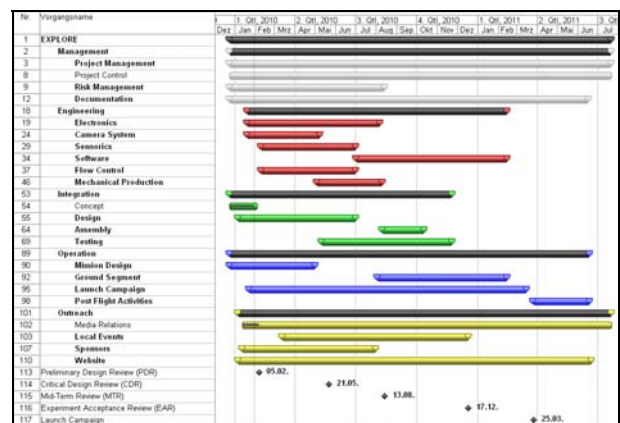 Nr. Vorgangsname 1. Qtl, 2010 2. Qtl, 2010 3. Qtl, 2010 4. Qtl, 2010 1. Qtl, 2011 2. Qtl, 2011 3. Qt
Dez Jan Feb Mrz Apr Mai Jun Jul Aug Sep Okt Nov Dez Jan Feb Mrz Apr Mai Jun Jul
1 EXPLORE
2 Management
3 Project Management
8 Project Control
9 Risk Management
12 Documentation
18 Engineering
19 Electronics
24 Camera System
29 Sensorics
34 Software
37 Flow Control
46 Mechanical Production
53 Integration
54 Concept
55 Design
64 Assembly
69 Testing
89 Operation
90 Mission Design
92 Ground Segment
95 Launch Campaign
98 Post Flight Activities
101 Outreach
102 Media Relations
103 Local Events
107 Sponsors
110 Website
113 Preliminary Design Review (PDR) 05.02.
114 Critical Design Review (CDR) 21.05.
115 Mid-Term Review (MTR) 13.08.
116 Experiment Acceptance Review (EAR) 17.12.
117 Launch Campaign 25.03.